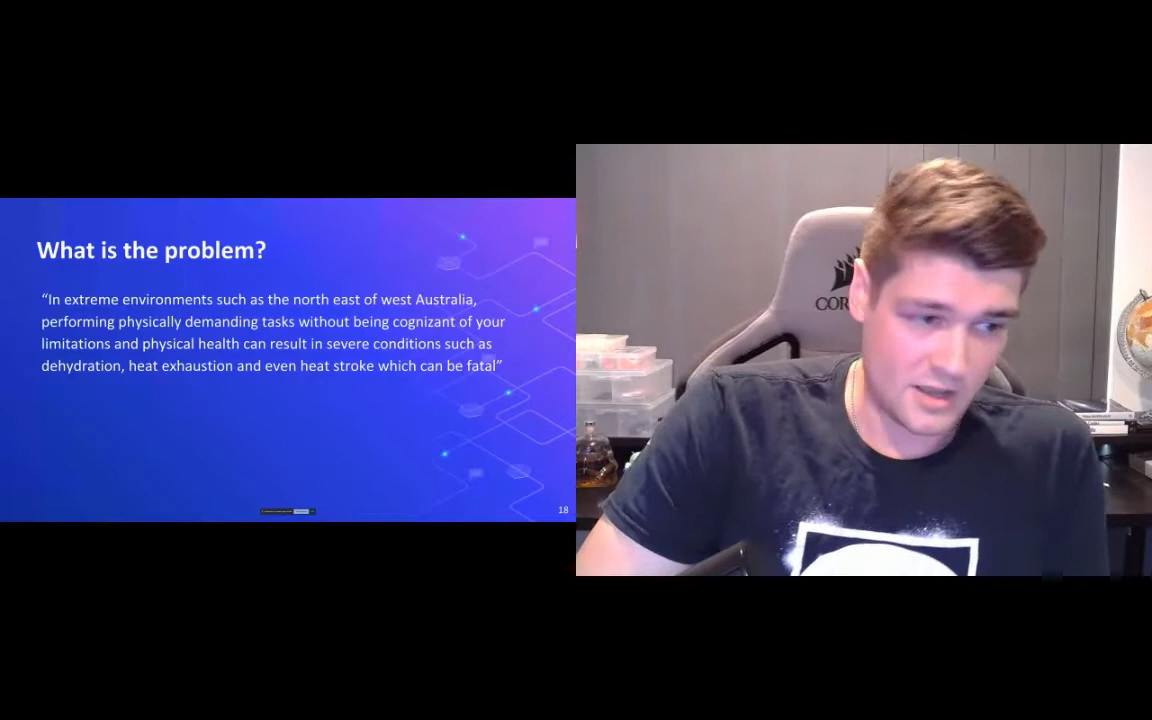 What is the problem?
“In extreme environments such as the north east of west Australia,
performing physically demanding tasks without being cognizant of your
limitations and physical health can result in severe conditions such as
dehydration, heat exhaustion and even heat stroke which can be fatal”
18
COR